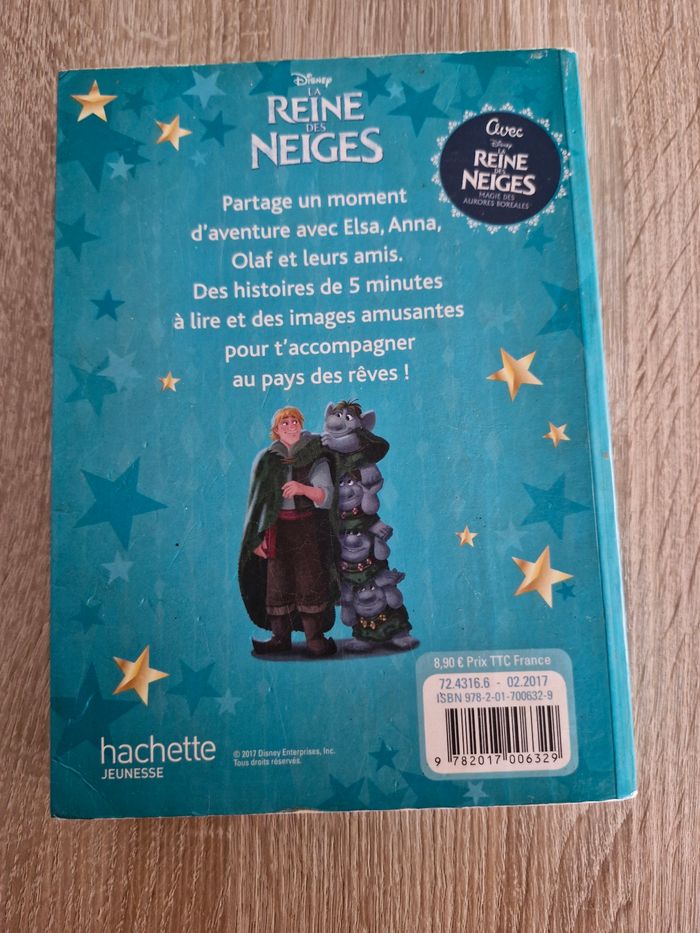 Disney
LA
REINE
DES
NEIGES
avec
Disney
LA
REINE
DES
NEIGES
MAGIE DES
AURORES BORÉALES
Partage un moment
d'aventure avec Elsa, Anna,
Olaf et leurs amis.
Des histoires de 5 minutes
à lire et des images amusantes
pour t'accompagner
au pays des rêves !
8,90 € Prix TTC France
72.4316.6 - 02.2017
ISBN 978-2-01-700632-9
9 782017 006329
hachette
JEUNESSE
© 2017 Disney Enterprises, Inc.
Tous droits réservés.